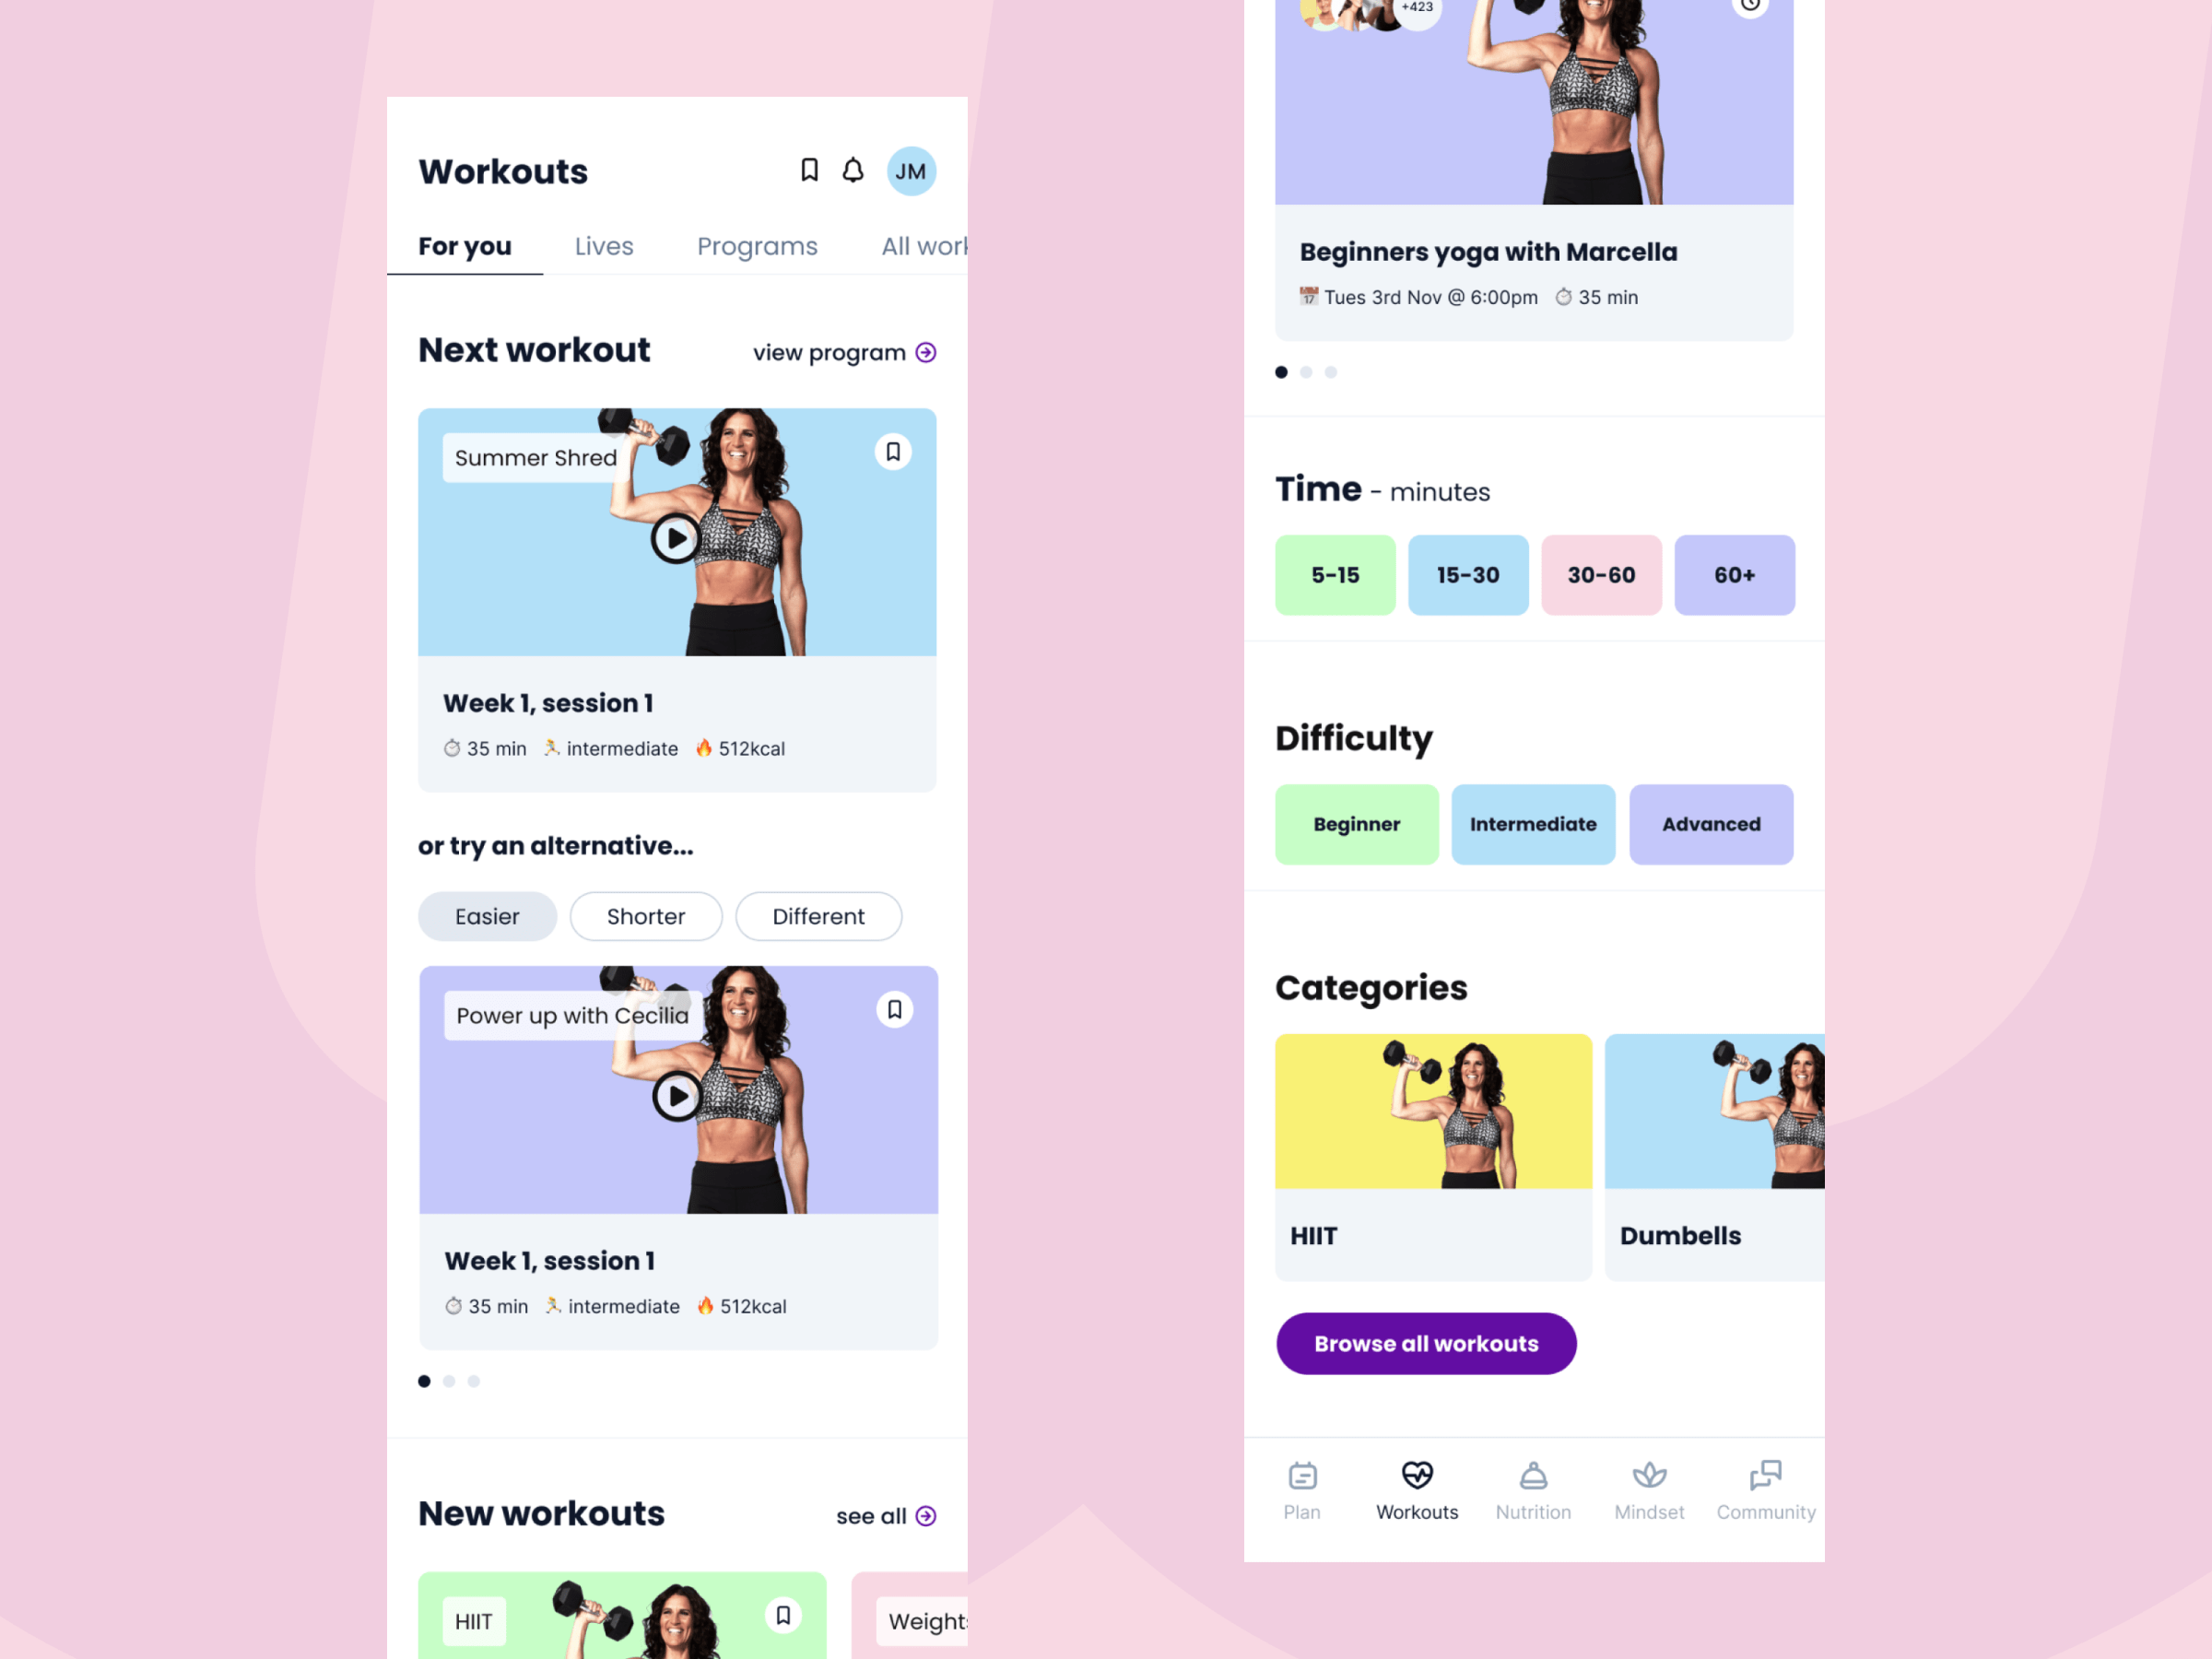 Workouts
JM
For you Lives Programs All work
Next workout
view program
Summer Shred
Week 1, session 1
35 min intermediate 512kcal
or try an alternative...
Easier Shorter Different
Power up with Cecilia
Week 1, session 1
35 min intermediate 512kcal
New workouts
see all
HIIT
Weights
+423
Beginners yoga with Marcella
17 Tues 3rd Nov @ 6:00pm 35 min
Time - minutes
5-15 15-30 30-60 60+
Difficulty
Beginner Intermediate Advanced
Categories
HIIT Dumbells
Browse all workouts
Plan Workouts Nutrition Mindset Community